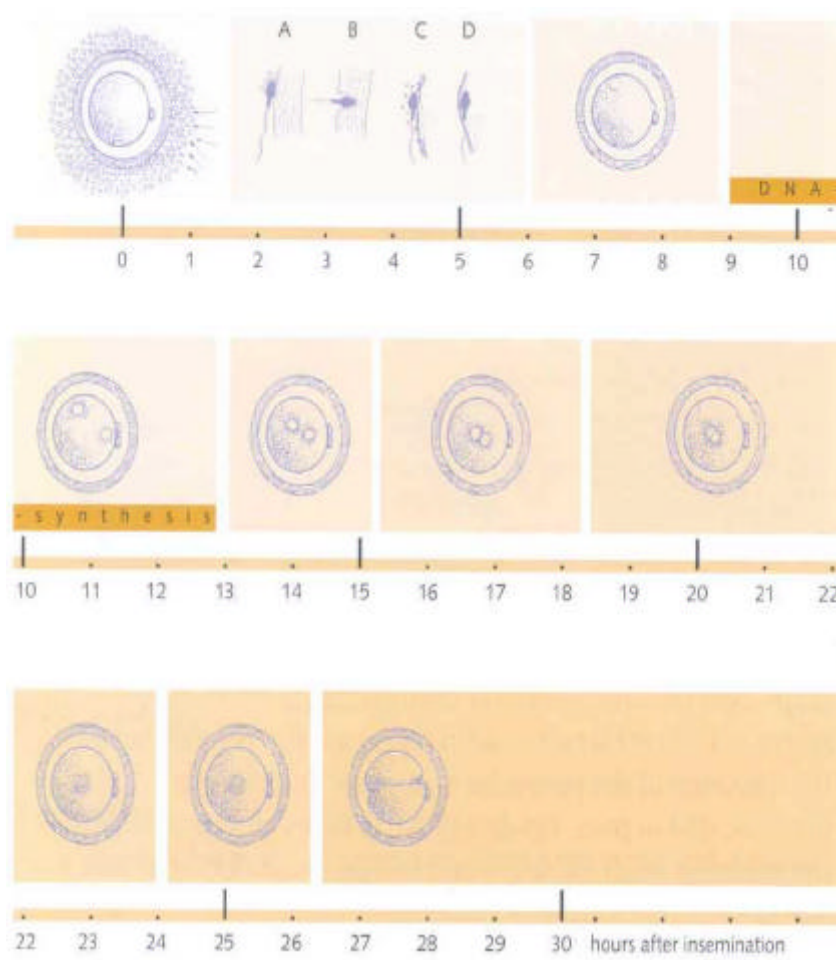 A B C D
D N A -
0 1 2 3 4 5 6 7 8 9 10
- s y n t h e s i s
10 11 12 13 14 15 16 17 18 19 20 21 22
22 23 24 25 26 27 28 29 30 hours after insemination